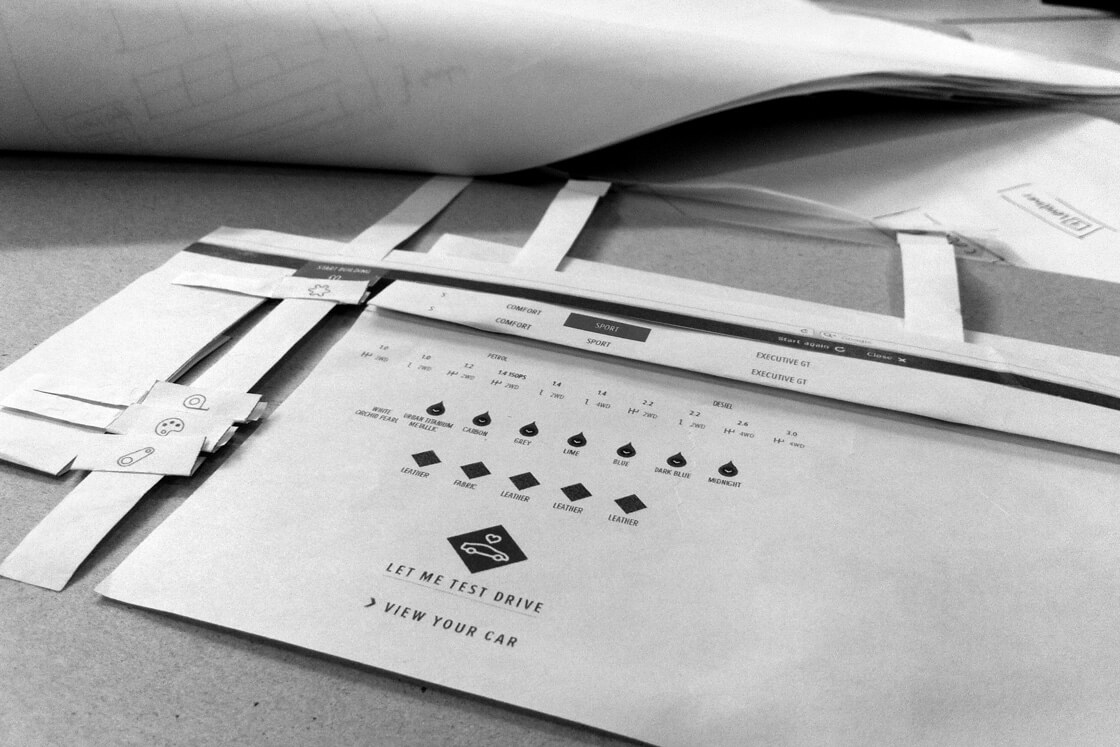 START BUILDING
S COMFORT SPORT EXECUTIVE GT
S COMFORT SPORT EXECUTIVE GT
Start again Close
PETROL DESIEL
1.0 1.0 1.2 1.4 150PS 1.4 1.4 2.2 2.2 2.6 3.0
2WD 2WD 2WD 2WD 2WD 4WD 2WD 2WD 4WD 4WD
WHITE
ORCHID PEARL
URBAN TITANIUM
METALLIC
CARBON
GREY
LIME
BLUE
DARK BLUE
MIDNIGHT
LEATHER
FABRIC
LEATHER
LEATHER
LEATHER
LET ME TEST DRIVE
VIEW YOUR CAR